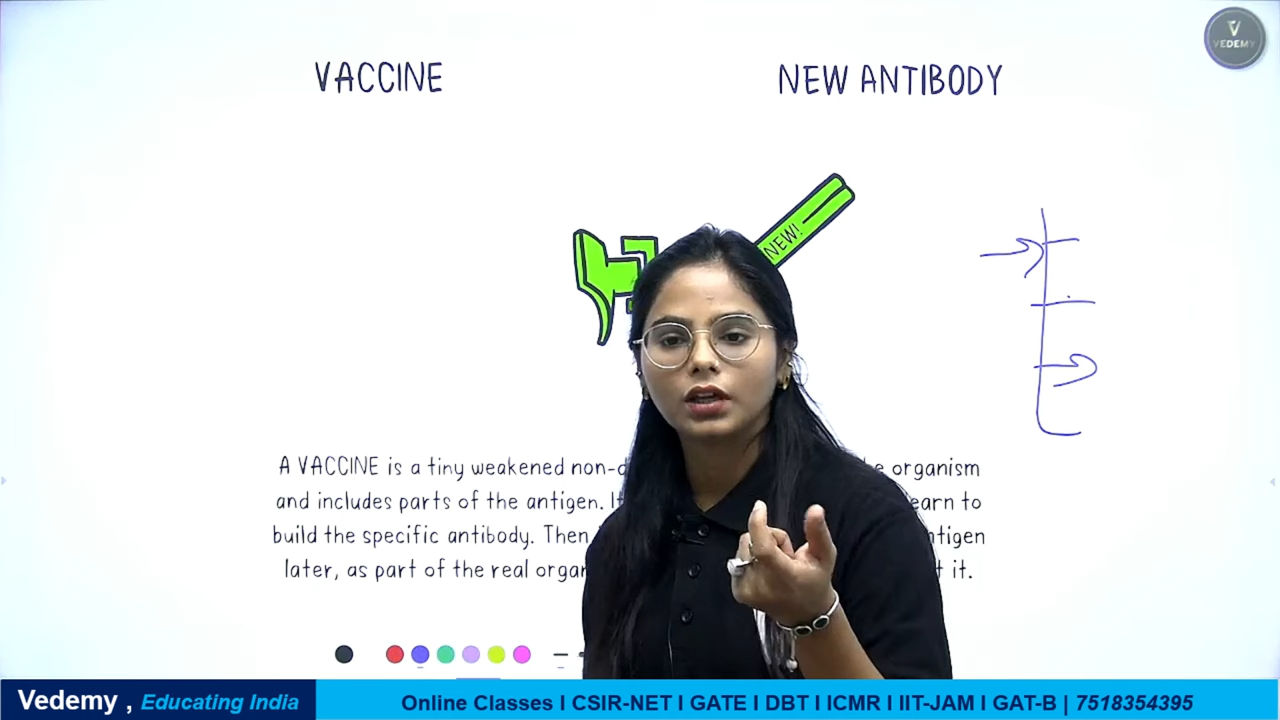 VEDEMY
VACCINE
NEW ANTIBODY
NEW!
A VACCINE is a tiny weakened non-d
e organism
and includes parts of the antigen. It
earn to
build the specific antibody. Then
ntigen
later, as part of the real organ
t it.
Vedemy , Educating India
Online Classes I CSIR-NET I GATE I DBT I ICMR I IIT-JAM I GAT-B | 7518354395